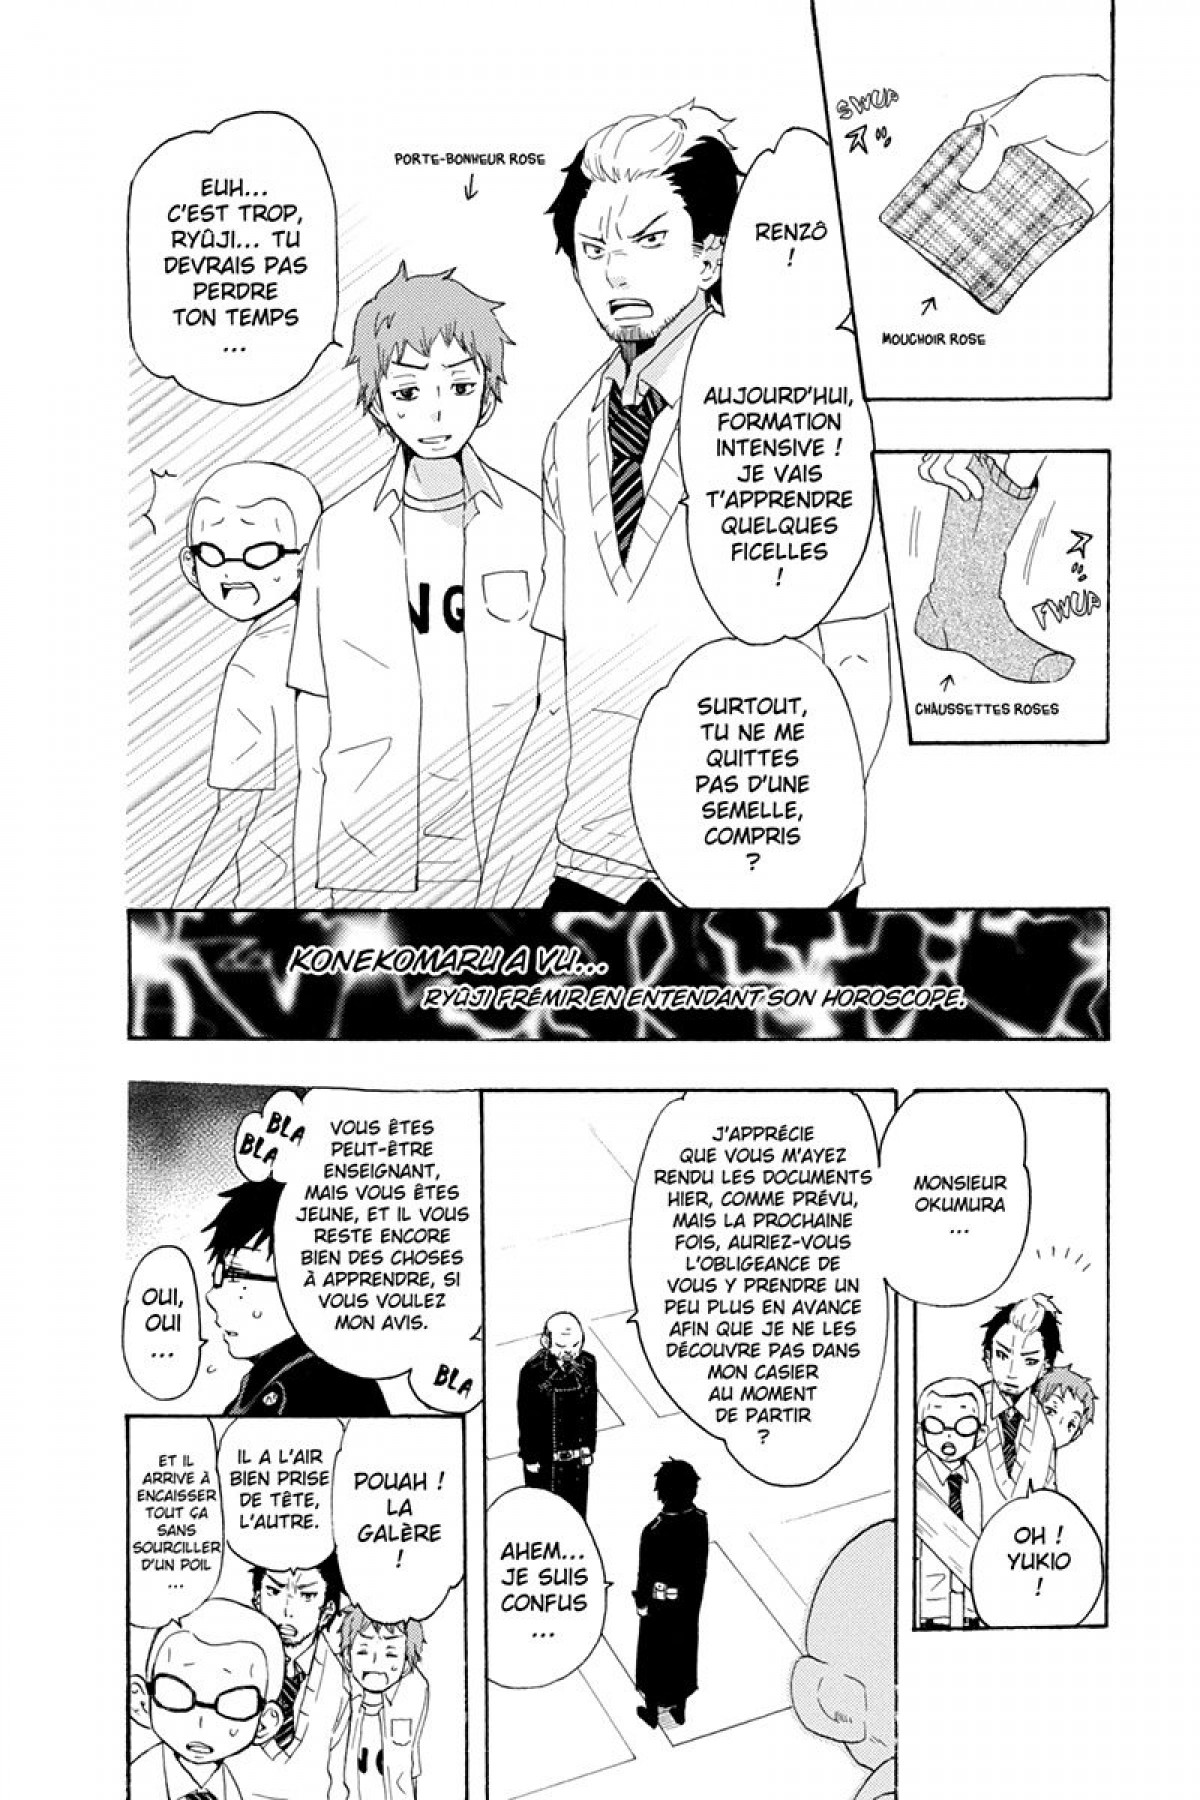 SWUP
MOUCHOIR ROSE
FWUP
CHAUSSETTES ROSES
RENZÔ
!
AUJOURD'HUI,
FORMATION
INTENSIVE !
JE VAIS
T'APPRENDRE
QUELQUES
FICELLES
!
SURTOUT,
TU NE ME
QUITTES
PAS D'UNE
SEMELLE,
COMPRIS
?
PORTE-BONHEUR ROSE
EUH...
C'EST TROP,
RYÛJI... TU
DEVRAIS PAS
PERDRE
TON TEMPS
...
NG
KONEKOMARU A VU...
RYÛJI FRÉMIR EN ENTENDANT SON HOROSCOPE.
MONSIEUR
OKUMURA
...
OH !
YUKIO
!
J'APPRÉCIE
QUE VOUS M'AYEZ
RENDU LES DOCUMENTS
HIER, COMME PRÉVU,
MAIS LA PROCHAINE
FOIS, AURIEZ-VOUS
L'OBLIGEANCE DE
VOUS Y PRENDRE UN
PEU PLUS EN AVANCE
AFIN QUE JE NE LES
DÉCOUVRE PAS DANS
MON CASIER
AU MOMENT
DE PARTIR
?
AHEM...
JE SUIS
CONFUS
...
BLA
BLA
VOUS ÊTES
PEUT-ÊTRE
ENSEIGNANT,
MAIS VOUS ÊTES
JEUNE, ET IL VOUS
RESTE ENCORE
BIEN DES CHOSES
À APPRENDRE, SI
VOUS VOULEZ
MON AVIS.
BLA
OUI,
OUI
...
POUAH !
LA
GALÈRE
!
IL A L'AIR
BIEN PRISE
DE TÊTE,
L'AUTRE.
ET IL
ARRIVE À
ENCAISSER
TOUT ÇA
SANS
SOURCILLER
D'UN POIL
...
NG